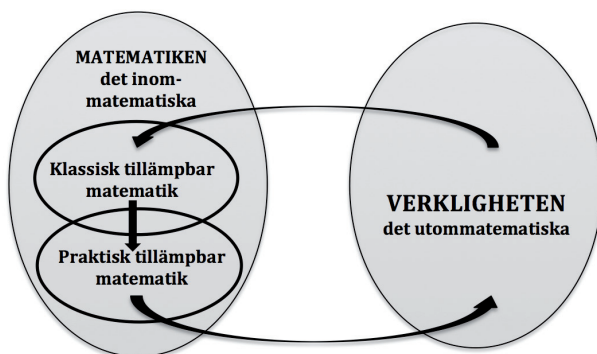 MATEMATIKEN
det inom-
matematiska
Klassisk tillämpbar
matematik
Praktisk tillämpbar
matematik
VERKLIGHETEN
det utommatematiska